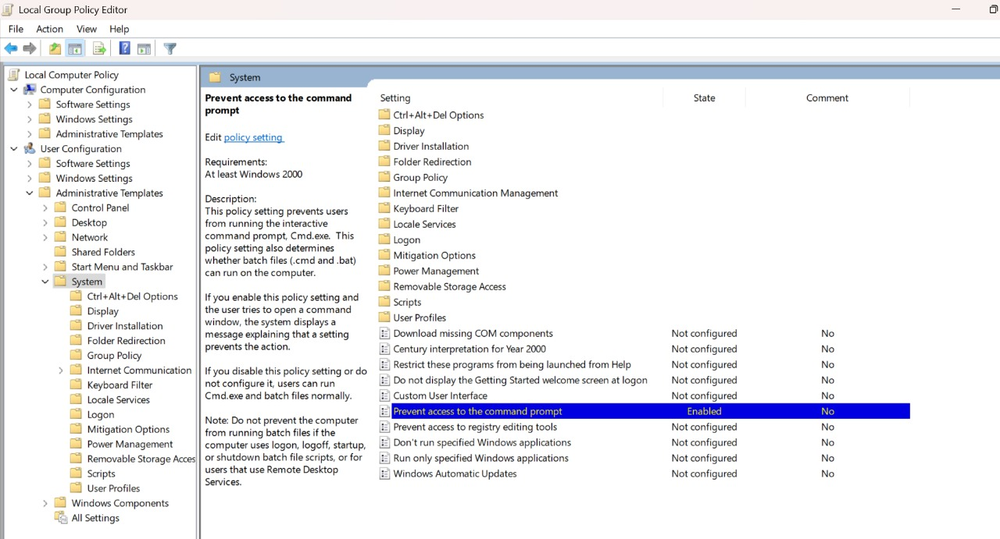 Local Group Policy Editor
File Action View Help
Local Computer Policy
Computer Configuration
Software Settings
Windows Settings
Administrative Templates
User Configuration
Software Settings
Windows Settings
Administrative Templates
Control Panel
Desktop
Network
Shared Folders
Start Menu and Taskbar
System
Ctrl+Alt+Del Options
Display
Driver Installation
Folder Redirection
Group Policy
Internet Communication
Keyboard Filter
Locale Services
Logon
Mitigation Options
Power Management
Removable Storage Acces
Scripts
User Profiles
Windows Components
All Settings
System
Prevent access to the command
prompt
Edit policy setting
Requirements:
At least Windows 2000
Description:
This policy setting prevents users
from running the interactive
command prompt, Cmd.exe. This
policy setting also determines
whether batch files (.cmd and .bat)
can run on the computer.
If you enable this policy setting and
the user tries to open a command
window, the system displays a
message explaining that a setting
prevents the action.
If you disable this policy setting or do
not configure it, users can run
Cmd.exe and batch files normally.
Note: Do not prevent the computer
from running batch files if the
computer uses logon, logoff, startup,
or shutdown batch file scripts, or for
users that use Remote Desktop
Services.
Setting State Comment
Ctrl+Alt+Del Options
Display
Driver Installation
Folder Redirection
Group Policy
Internet Communication Management
Keyboard Filter
Locale Services
Logon
Mitigation Options
Power Management
Removable Storage Access
Scripts
User Profiles
Download missing COM components Not configured No
Century interpretation for Year 2000 Not configured No
Restrict these programs from being launched from Help Not configured No
Do not display the Getting Started welcome screen at logon Not configured No
Custom User Interface Not configured No
Prevent access to the command prompt Enabled No
Prevent access to registry editing tools Not configured No
Don't run specified Windows applications Not configured No
Run only specified Windows applications Not configured No
Windows Automatic Updates Not configured No